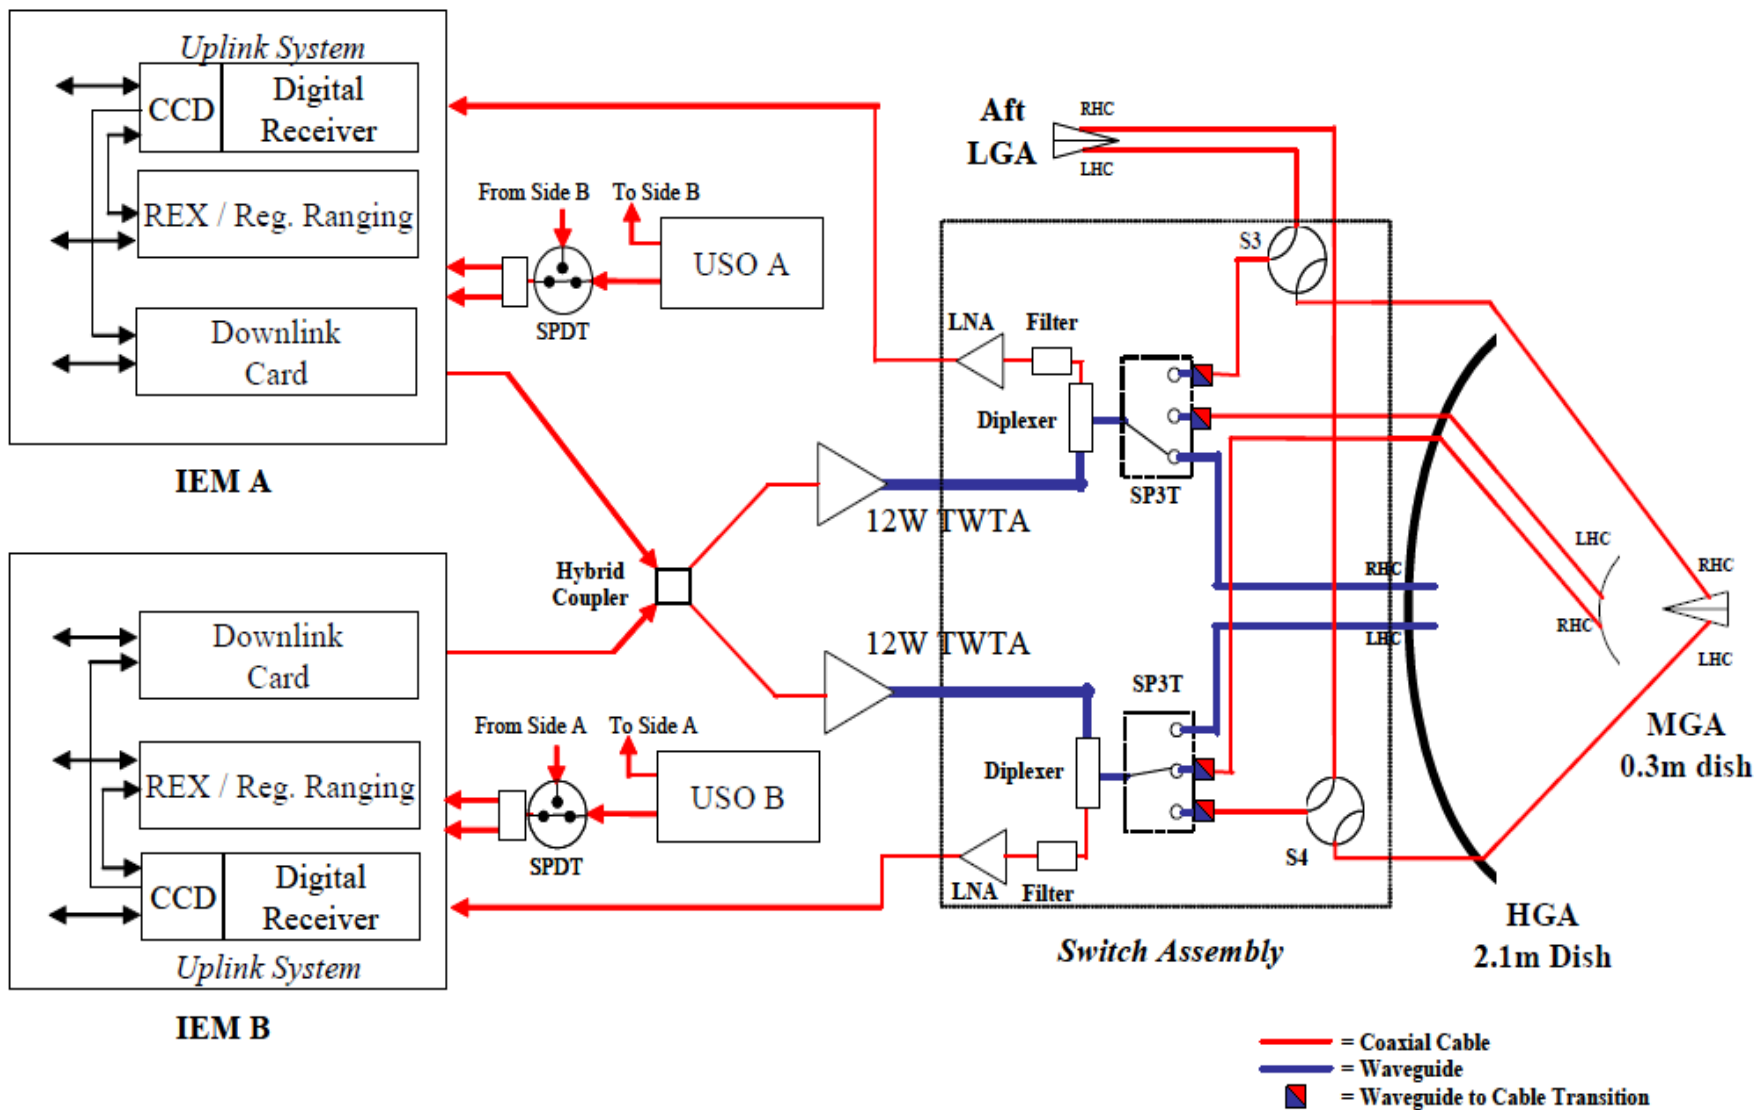 Uplink System
CCD
Digital
Receiver
REX / Reg. Ranging
Downlink
Card
IEM A
From Side B
To Side B
USO A
SPDT
Aft
LGA
RHC
LHC
S3
LNA
Filter
Diplexer
SP3T
12W TWTA
Hybrid
Coupler
RHC
LHC
12W TWTA
SP3T
LHC
RHC
RHC
LHC
MGA
0.3m dish
Downlink
Card
REX / Reg. Ranging
CCD
Digital
Receiver
Uplink System
IEM B
From Side A
To Side A
USO B
SPDT
Diplexer
LNA
Filter
S4
Switch Assembly
HGA
2.1m Dish
= Coaxial Cable
= Waveguide
= Waveguide to Cable Transition